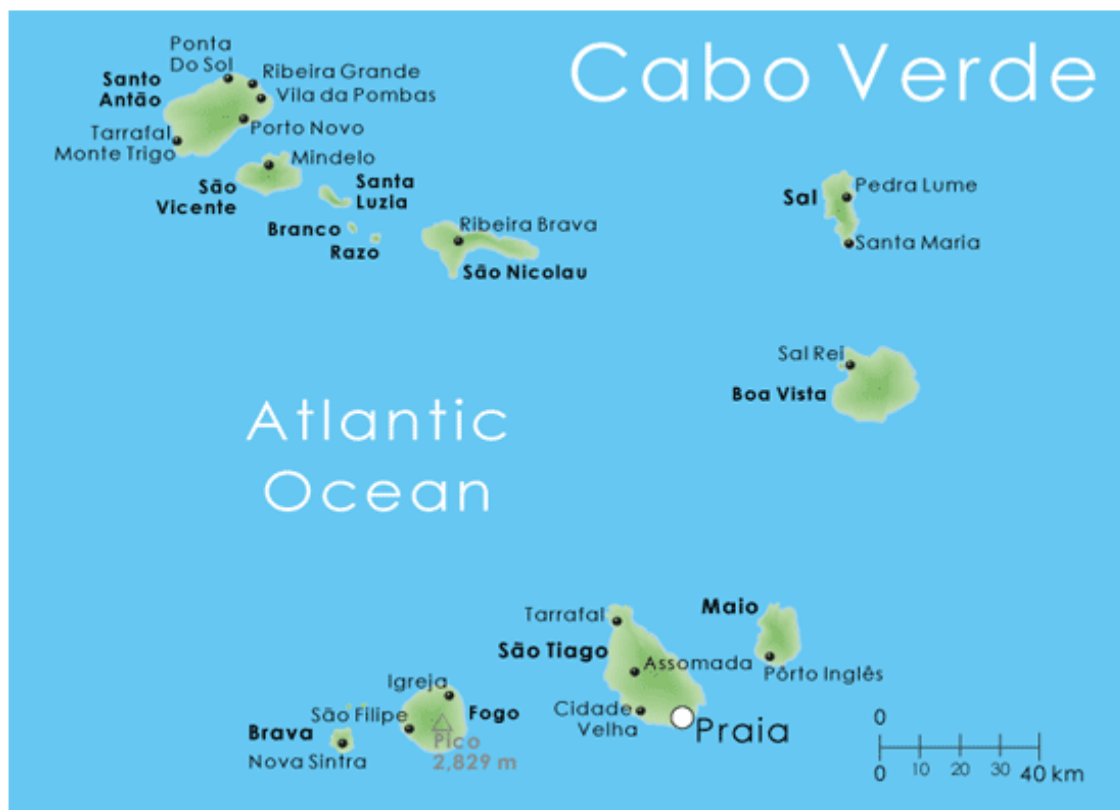 Cabo Verde
Ponta
Do Sol
Ribeira Grande
Santo
Antão
Vila da Pombas
Porto Novo
Tarrafal
Monte Trigo
Mindelo
São
Vicente
Santa
Luzia
Branco
Razo
Ribeira Brava
São Nicolau
Sal
Pedra Lume
Santa Maria
Sal Rei
Boa Vista
Atlantic
Ocean
Tarrafal
Maio
São Tiago
Assomada
Pôrto Inglês
Igreja
São Filipe
Fogo
Cidade
Velha
Praia
Brava
Nova Sintra
Pico
2,829 m
0
0 10 20 30 40 km